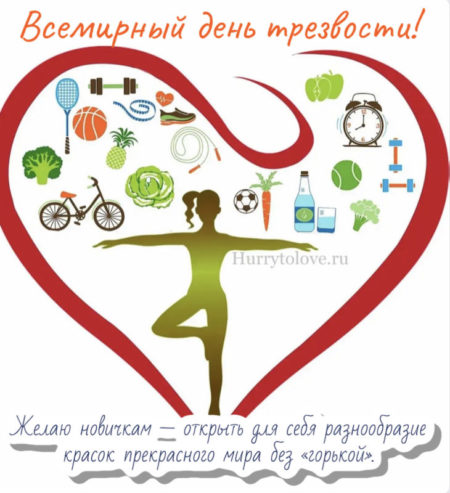 Всемирный день трезвости!
Hurrytolove.ru
Желаю новичкам — открыть для себя разнообразие
красок прекрасного мира без «горькой».